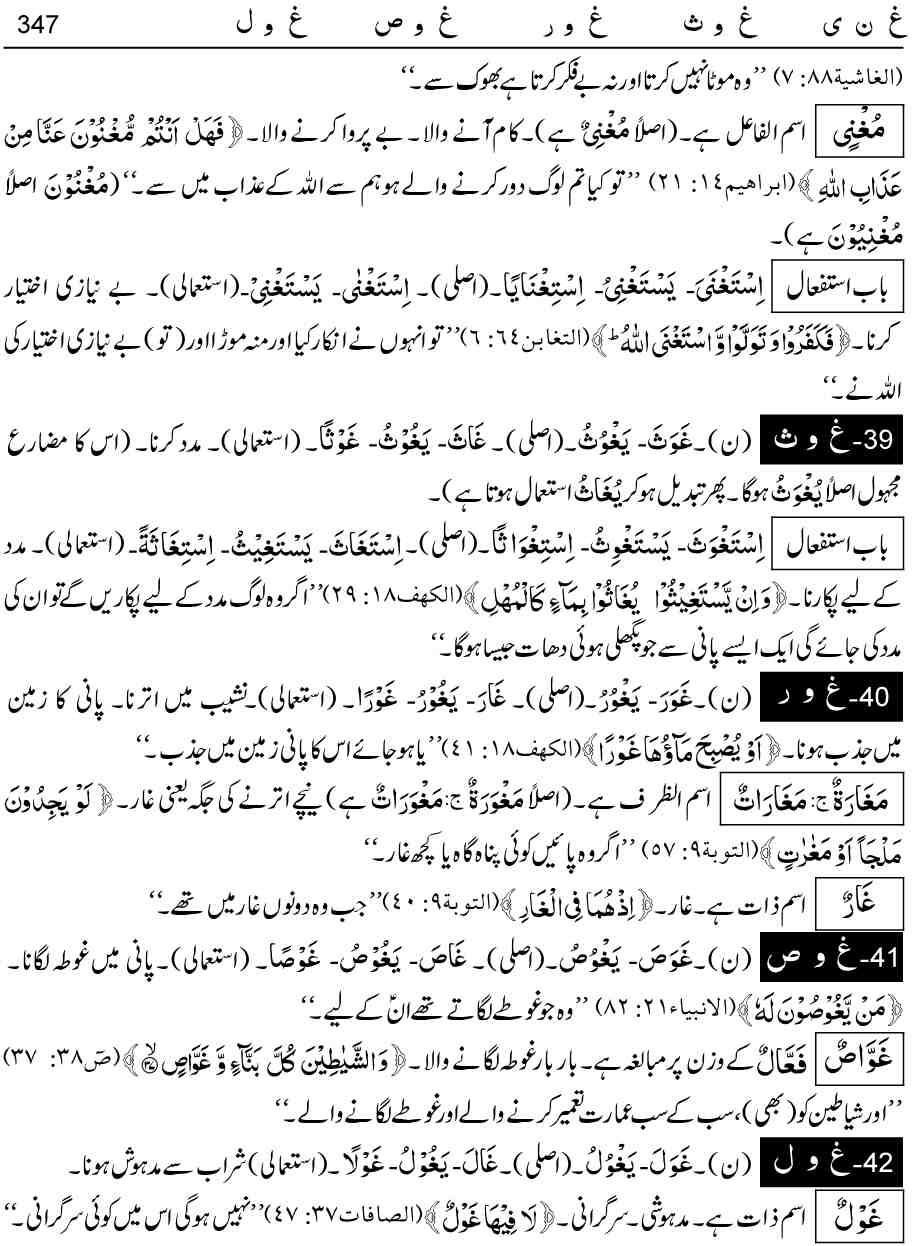 غ ن ی غ و ث غ و ر غ و ص غ و ل 347
(الغاشیة۸۸: ۷) ’’وہ موٹا نہیں کرتا اور نہ بے فکر کرتا ہے بھوک سے۔‘‘
مُغْنِیٌ اسم الفاعل ہے۔ (اصلاً مُغْنِیٌ ہے)۔ کام آنے والا۔ بے پروا کرنے والا۔ ﴿فَهَلْ اَنْتُمْ مُّغْنُوْنَ عَنَّا مِنْ
عَذَابِ اللّٰهِ﴾ (ابراهیم۱۴: ۲۱) ’’تو کیا تم لوگ دور کرنے والے ہو ہم سے اللہ کے عذاب میں سے۔‘‘ (مُغْنُوْنَ اصلاً
مُغْنِیُوْنَ ہے)۔
باب استفعال اِسْتَغْنَیَ۔ یَسْتَغْنِیُ۔ اِسْتِغْنَایًا۔ (اصلی)۔ اِسْتَغْنٰی۔ یَسْتَغْنِیْ۔ (استعمالی)۔ بے نیازی اختیار
کرنا۔ ﴿فَكَفَرُوْا وَ تَوَلَّوْا وَّ اسْتَغْنَى اللّٰهُ ؕ﴾ (التغابن۶۴: ۶) ’’تو انہوں نے انکار کیا اور منہ موڑا اور (تو) بے نیازی اختیار کی
اللہ نے۔‘‘
39- غ و ث (ن)۔ غَوَثَ۔ یَغْوُثُ۔ (اصلی)۔ غَاثَ۔ یَغُوْثُ۔ غَوْثًا۔ (استعمالی)۔ مدد کرنا۔ (اس کا مضارع
مجہول اصلاً یُغْوَثُ ہوگا۔ پھر تبدیل ہو کر یُغَاثُ استعمال ہوتا ہے)۔
باب استفعال اِسْتَغْوَثَ۔ یَسْتَغْوِثُ۔ اِسْتِغْوَاثًا۔ (اصلی)۔ اِسْتَغَاثَ۔ یَسْتَغِیْثُ۔ اِسْتِغَاثَةً۔ (استعمالی)۔ مدد
کے لیے پکارنا۔ ﴿وَ اِنْ یَّسْتَغِیْثُوْا یُغَاثُوْا بِمَآءٍ كَالْمُهْلِ﴾ (الکهف۱۸: ۲۹) ’’اگر وہ لوگ مدد کے لیے پکاریں گے تو ان کی
مدد کی جائے گی ایک ایسے پانی سے جو پگھلی ہوئی دھات جیسا ہوگا۔‘‘
40- غ و ر (ن)۔ غَوَرَ۔ یَغْوُرُ۔ (اصلی)۔ غَارَ۔ یَغُوْرُ۔ غَوْرًا۔ (استعمالی)۔ نشیب میں اترنا۔ پانی کا زمین
میں جذب ہونا۔ ﴿اَوْ یُصْبِحَ مَآؤُهَا غَوْرًا﴾ (الکهف۱۸: ۴۱) ’’یا ہوجائے اس کا پانی زمین میں جذب۔‘‘
مَغَارَةٌ ج: مَغَارَاتٌ اسم الظرف ہے۔ (اصلاً مَغْوَرَةٌ ج: مَغْوَرَاتٌ ہے) نیچے اترنے کی جگہ یعنی غار۔ ﴿لَوْ یَجِدُوْنَ
مَلْجَاً اَوْ مَغٰرٰتٍ﴾ (التوبة۹: ۵۷) ’’اگر وہ پائیں کوئی پناہ گاہ یا کچھ غار۔‘‘
غَارٌ اسم ذات ہے۔ غار۔ ﴿اِذْ هُمَا فِی الْغَارِ﴾ (التوبة۹: ۴۰) ’’جب وہ دونوں غار میں تھے۔‘‘
41- غ و ص (ن)۔ غَوَصَ۔ یَغْوُصُ۔ (اصلی)۔ غَاصَ۔ یَغُوْصُ۔ غَوْصًا۔ (استعمالی)۔ پانی میں غوطہ لگانا۔
﴿مَنْ یَّغُوْصُوْنَ لَهٗ﴾ (الانبیاء۲۱: ۸۲) ’’وہ جو غوطے لگاتے تھے انؑ کے لیے۔‘‘
غَوَّاصٌ فَعَّالٌ کے وزن پر مبالغہ ہے۔ بار بار غوطہ لگانے والا۔ ﴿وَ الشَّیٰطِیْنَ كُلَّ بَنَّآءٍ وَّ غَوَّاصٍ ۙ۳۷﴾ (صٓ۳۸: ۳۷)
’’اور شیاطین کو (بھی)، سب کے سب عمارت تعمیر کرنے والے اور غوطے لگانے والے۔‘‘
42- غ و ل (ن)۔ غَوَلَ۔ یَغْوُلُ۔ (اصلی)۔ غَالَ۔ یَغُوْلُ۔ غَوْلًا۔ (استعمالی) شراب سے مدہوش ہونا۔
غَوْلٌ اسم ذات ہے۔ مدہوشی۔ سرگرانی۔ ﴿لَا فِیْهَا غَوْلٌ﴾ (الصافات۳۷: ۴۷) ’’نہیں ہوگی اس میں کوئی سرگرانی۔‘‘